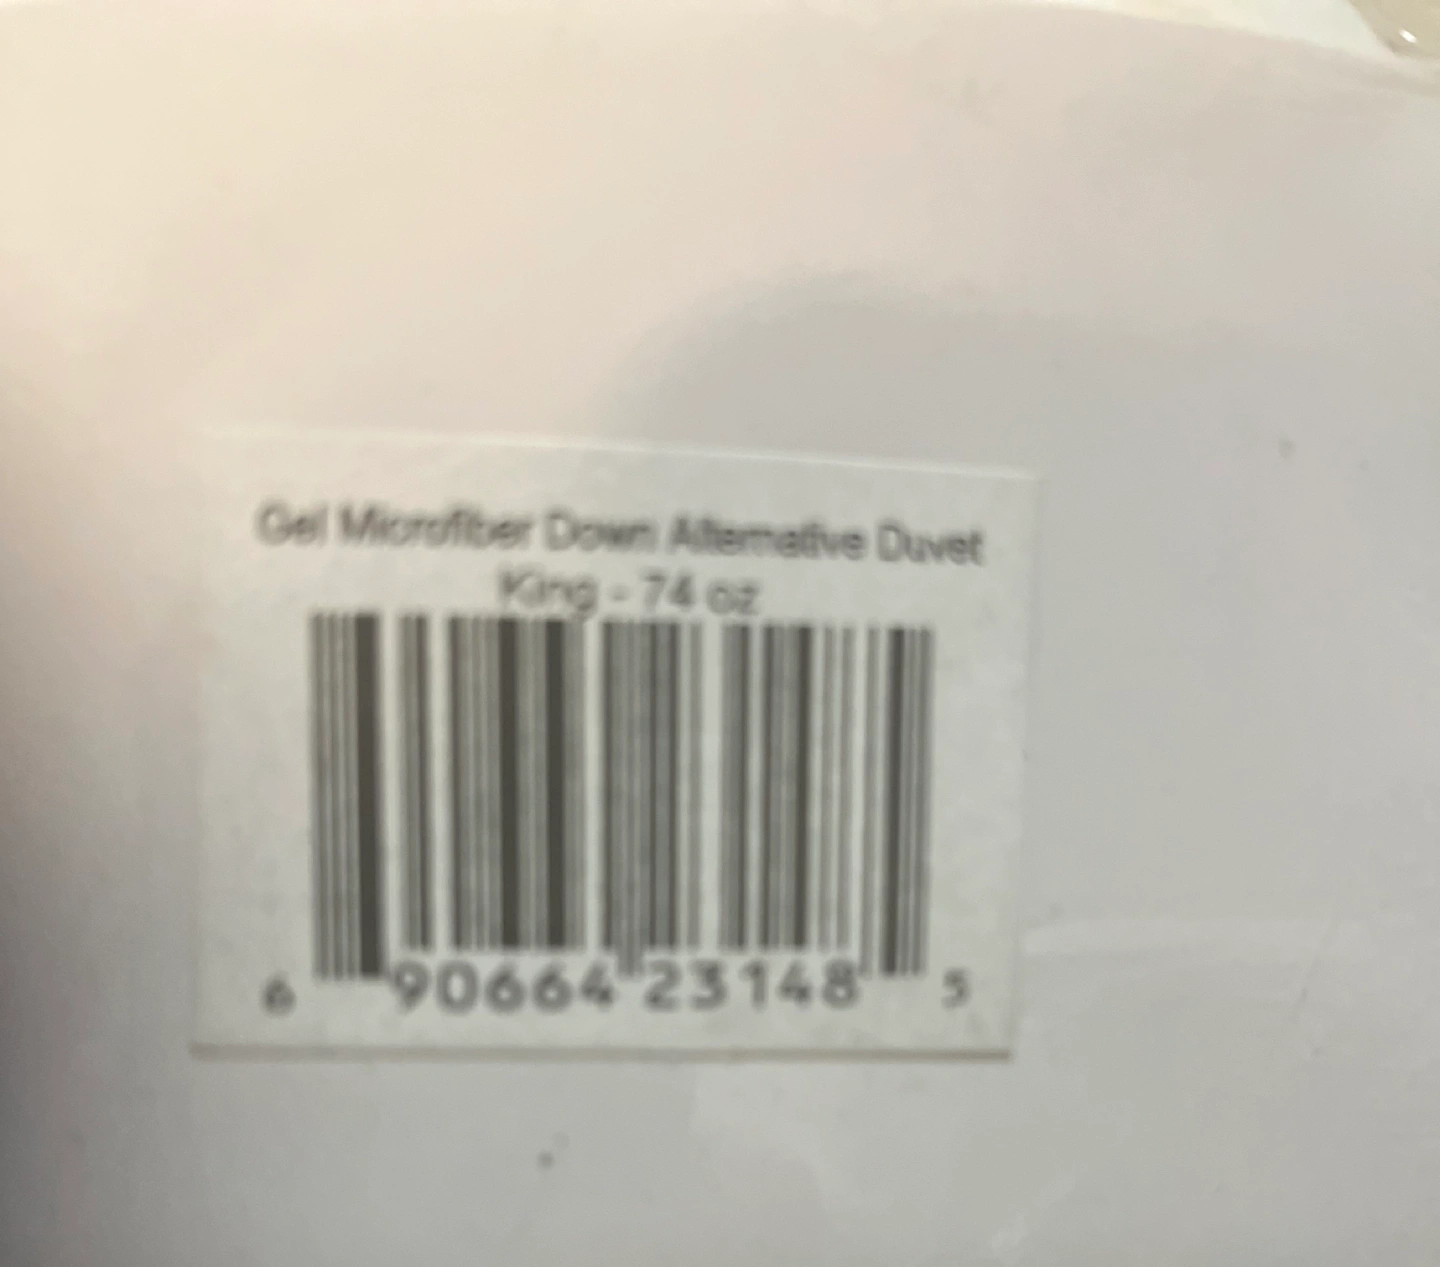 Gel Microfiber Down Alternative Duvet
King - 74 oz
6 90664 23148 5